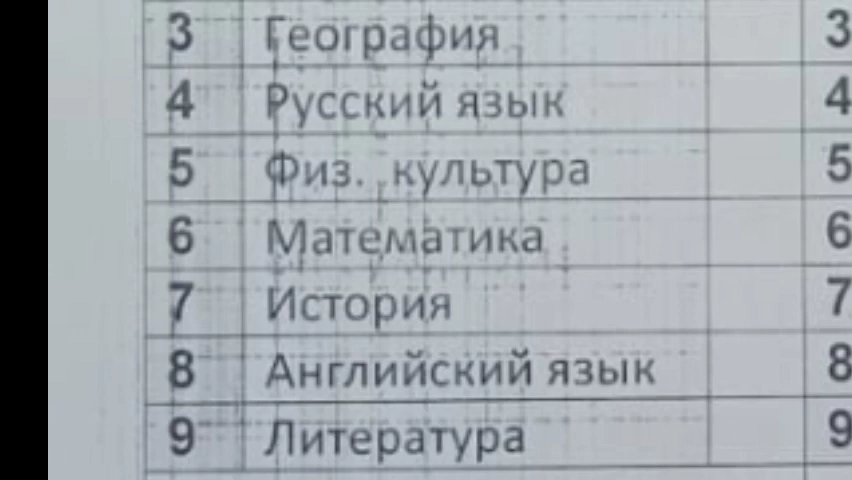 3 География 3
4 Русский язык 4
5 Физ. культура 5
6 Математика 6
7 История 7
8 Английский язык 8
9 Литература 9